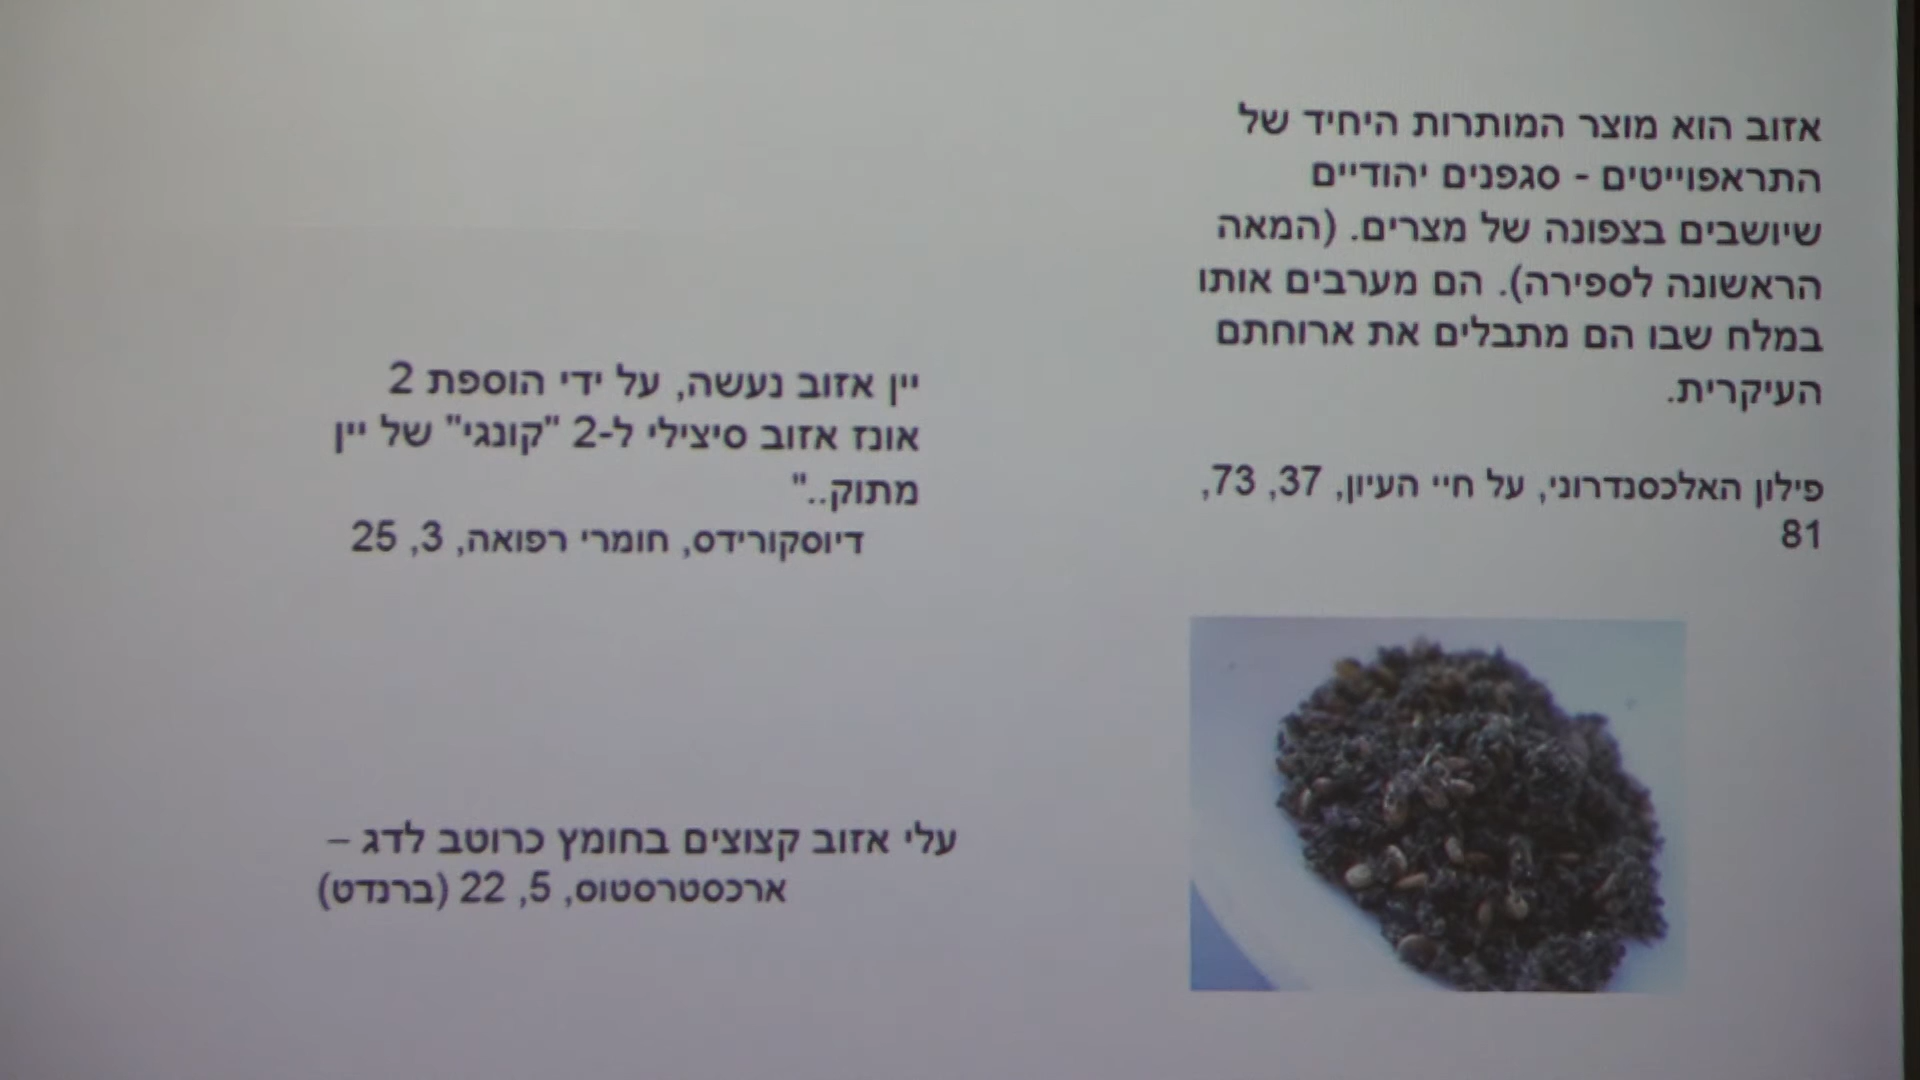 אזוב הוא מוצר המותרות היחיד של
התראפוייטים - סגפנים יהודיים
שיושבים בצפונה של מצרים. (המאה
הראשונה לספירה). הם מערבים אותו
במלח שבו הם מתבלים את ארוחתם
העיקרית.
פילון האלכסנדרוני, על חיי העיון, 37, 73,
81
יין אזוב נעשה, על ידי הוספת 2
אונז אזוב סיצילי ל-2 "קונגי" של יין
מתוק.."
דיוסקורידס, חומרי רפואה, 3, 25
עלי אזוב קצוצים בחומץ כרוטב לדג –
ארכסטרסטוס, 5, 22 (ברנדט)